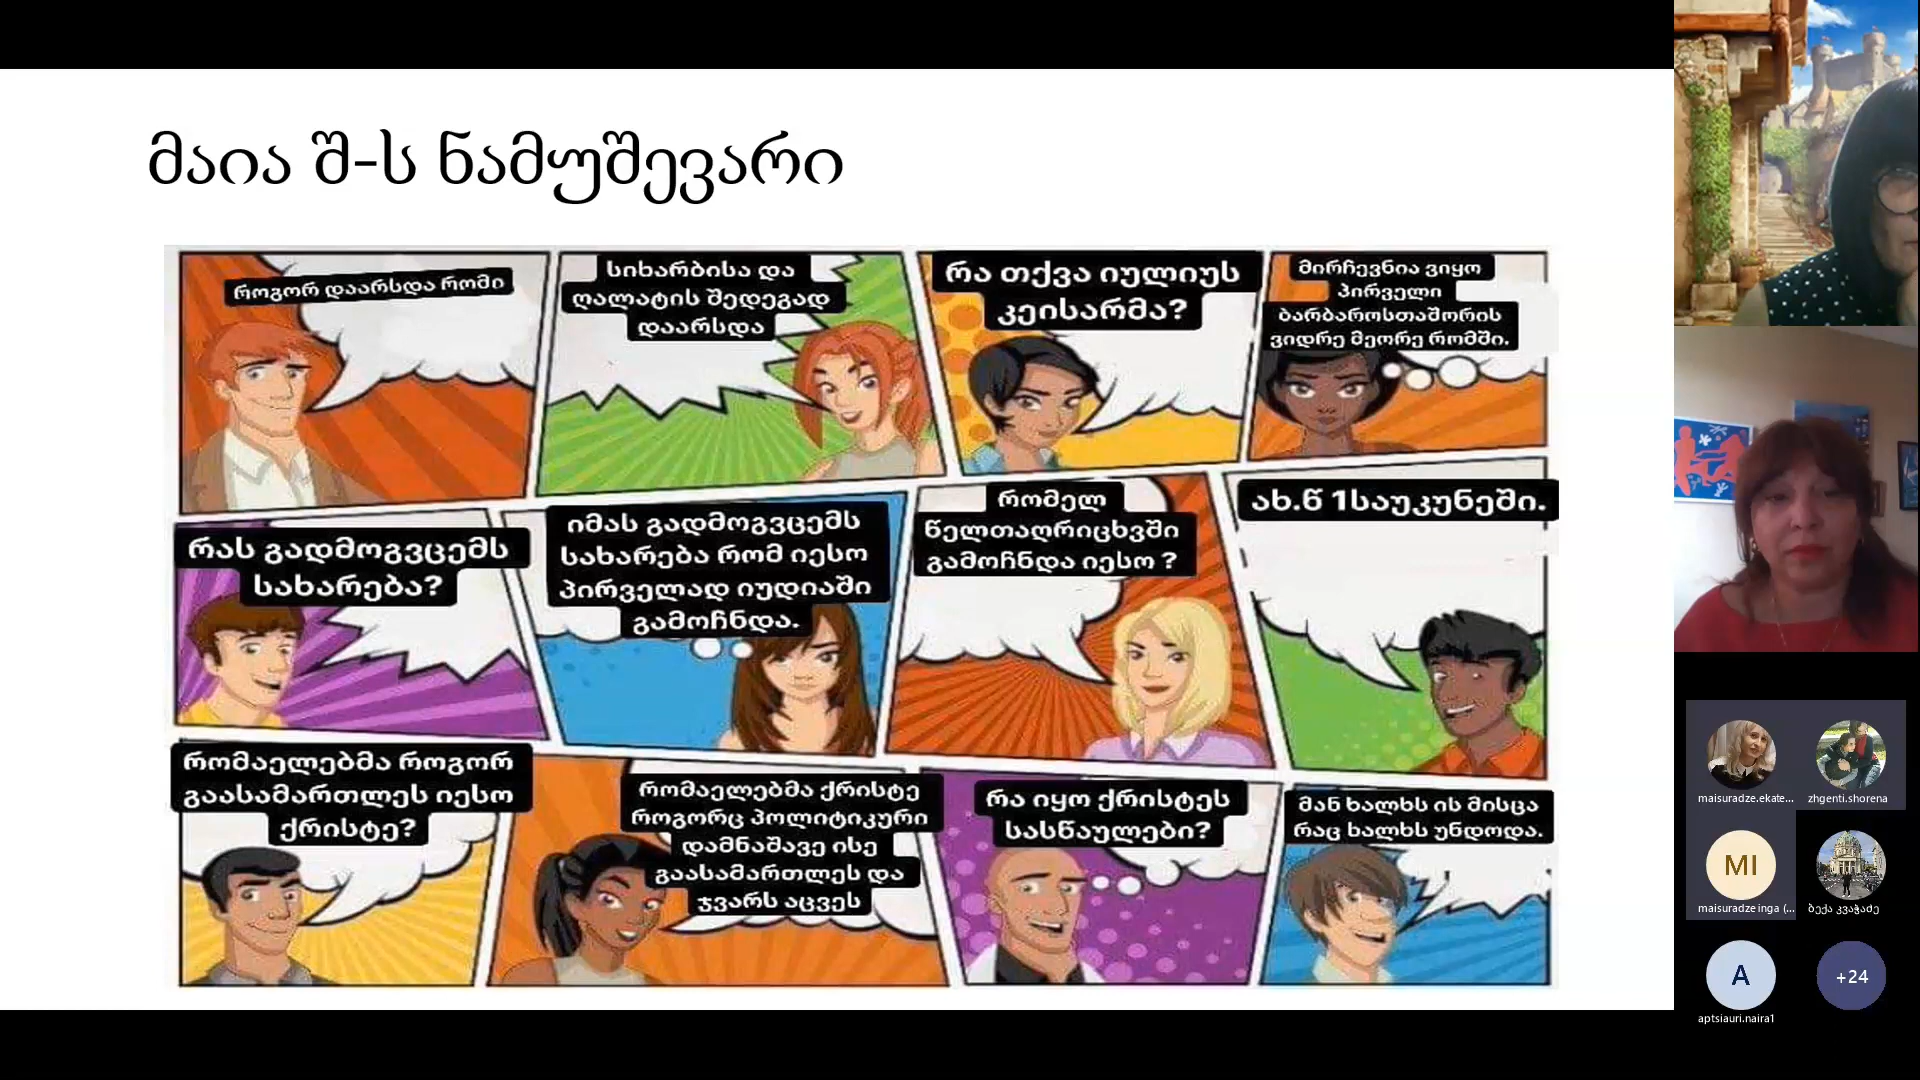 მაია შ-ს ნამუშევარი
როგორ დაარსდა რომი
სიხარბისა და
ღალატის შედეგად
დაარსდა
რა თქვა იულიუს
კეისარმა?
მირჩევნია ვიყო
პირველი
ბარბაროსთაშორის
ვიდრე მეორე რომში.
რას გადმოგვცემს
სახარება?
იმას გადმოგვცემს
სახარება რომ იესო
პირველად იუდიაში
გამოჩნდა.
რომელ
წელთაღრიცხვში
გამოჩნდა იესო ?
ახ.წ 1საუკუნეში.
რომაელებმა როგორ
გაასამართლეს იესო
ქრისტე?
რომაელებმა ქრისტე
როგორც პოლიტიკური
დამნაშავე ისე
გაასამართლეს და
ჯვარს აცვეს
რა იყო ქრისტეს
სასწაულები?
მან ხალხს ის მისცა
რაც ხალხს უნდოდა.
maisuradze.ekate...
zhgenti.shorena
MI
maisuradze inga (...
ბექა კვაჭაძე
A
+24
aptsiauri.naira1